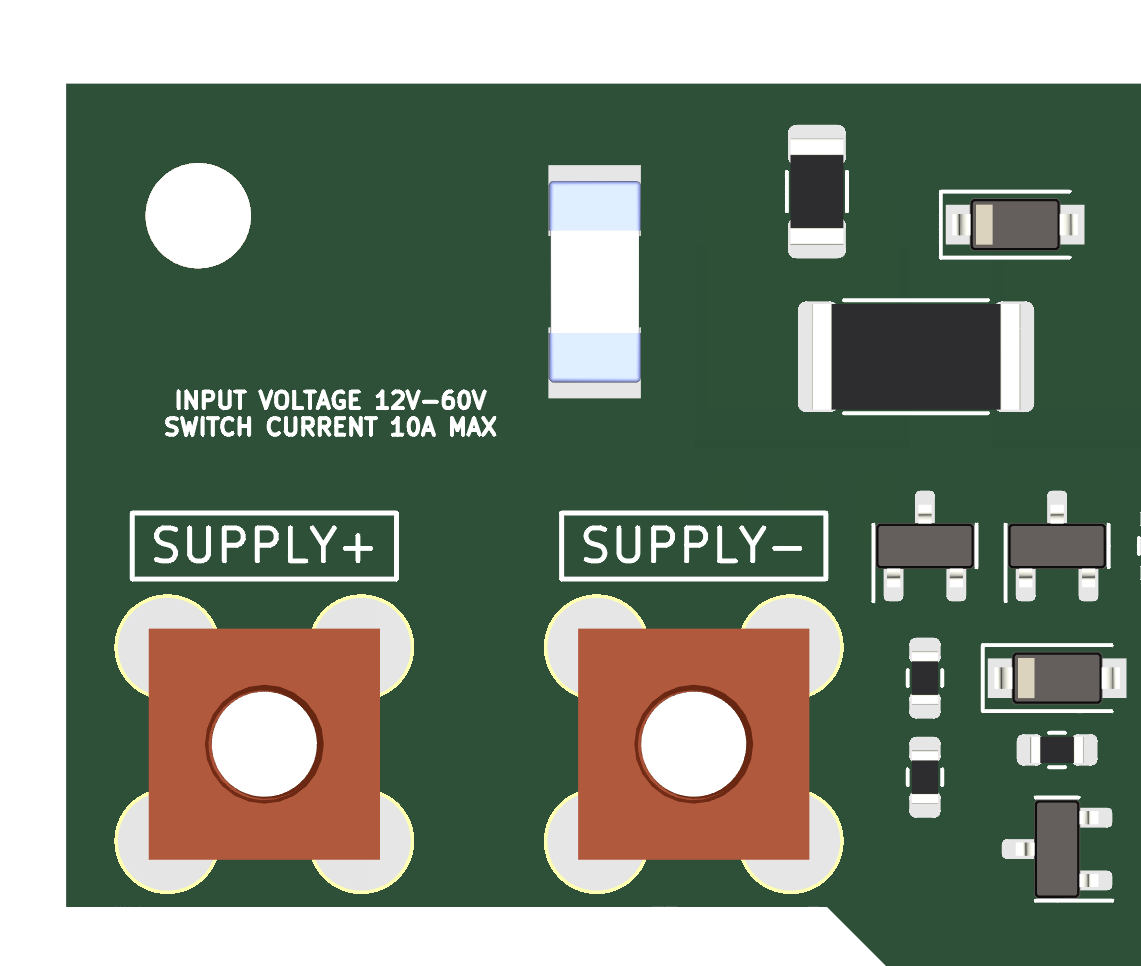 INPUT VOLTAGE 12V-60V
SWITCH CURRENT 10A MAX
SUPPLY+
SUPPLY-